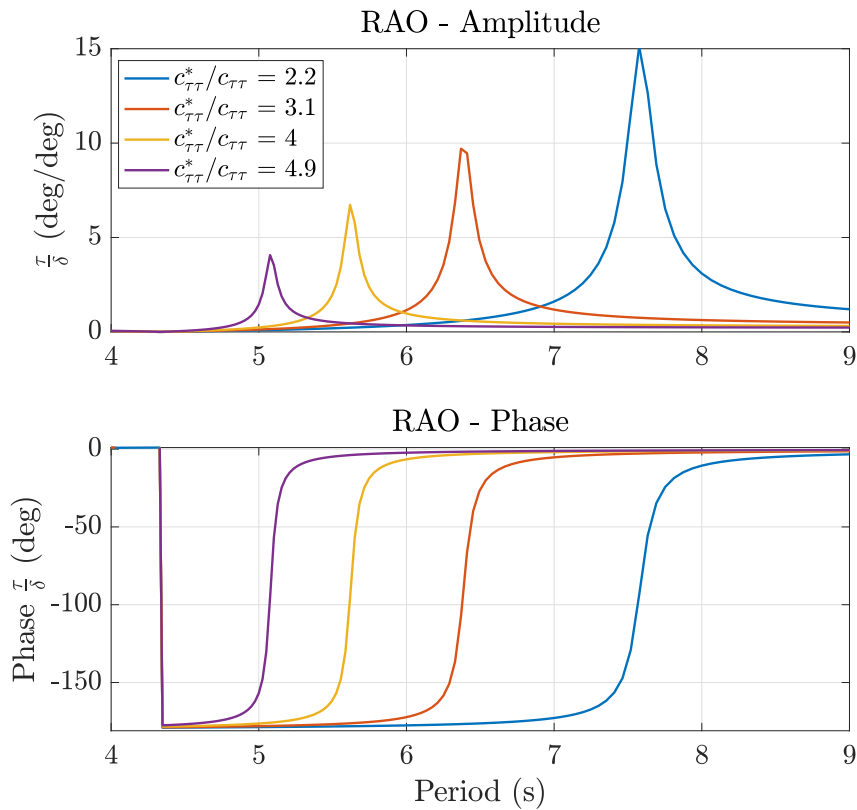 RAO - Amplitude
15
10
5
0
τ/δ (deg/deg)
c*ττ/cττ = 2.2
c*ττ/cττ = 3.1
c*ττ/cττ = 4
c*ττ/cττ = 4.9
4 5 6 7 8 9
RAO - Phase
0
-50
-100
-150
Phase τ/δ (deg)
4 5 6 7 8 9
Period (s)